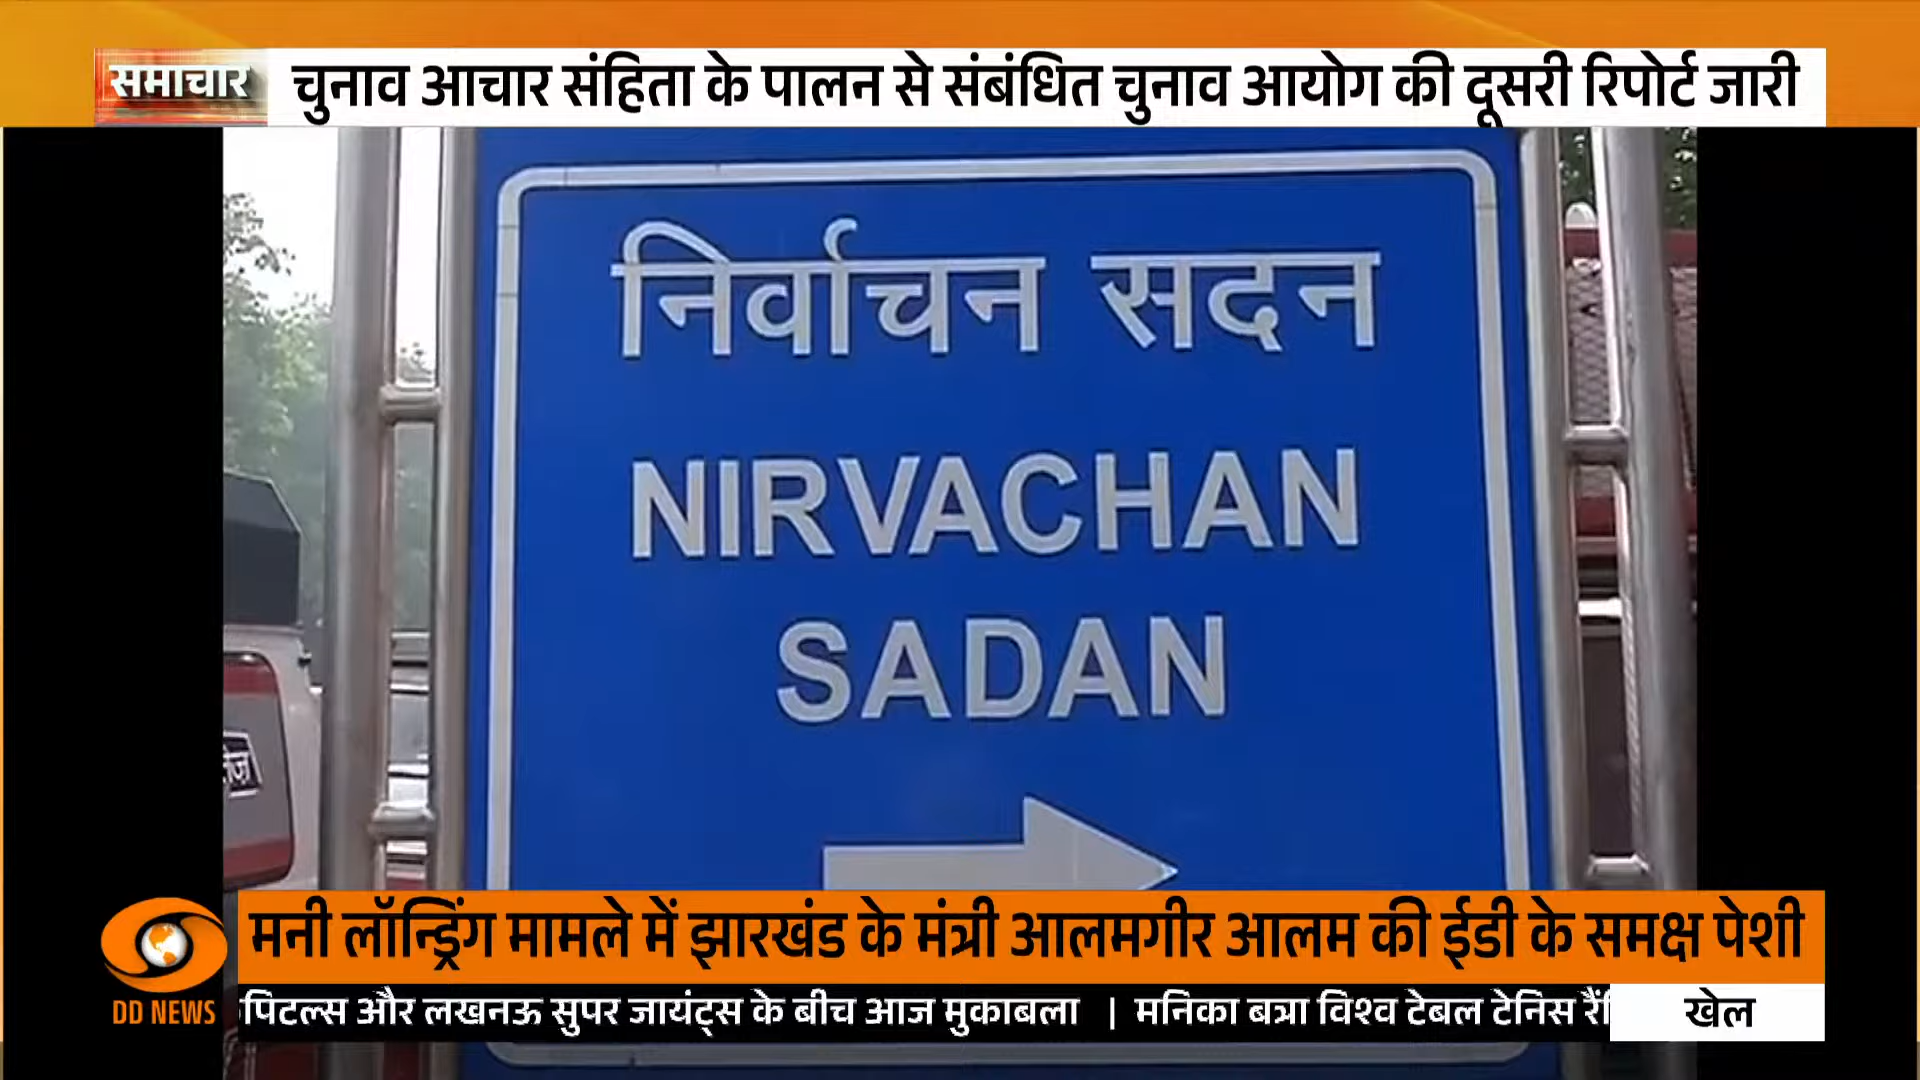 समाचार
चुनाव आचार संहिता के पालन से संबंधित चुनाव आयोग की दूसरी रिपोर्ट जारी
निर्वाचन सदन
NIRVACHAN
SADAN
मनी लॉन्ड्रिंग मामले में झारखंड के मंत्री आलमगीर आलम की ईडी के समक्ष पेशी
DD NEWS
और लखनऊ सुपर जायंट्स के बीच आज मुकाबला | मनिका बत्रा विश्व टेबल टेनिस
खेल